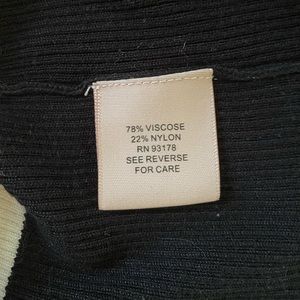 78% VISCOSE
22% NYLON
RN 93178
SEE REVERSE
FOR CARE